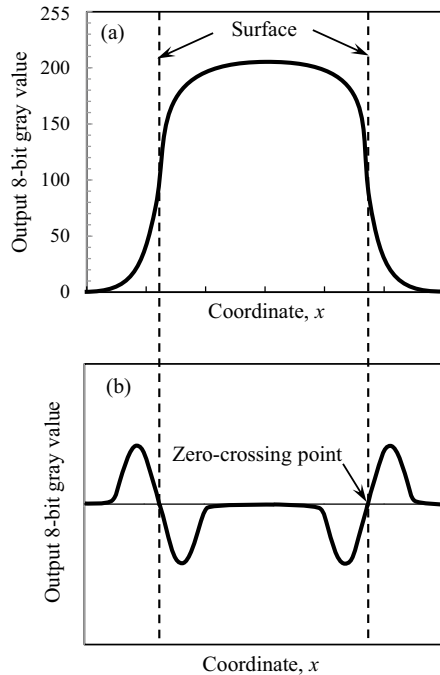 255
(a)
Surface
200
150
100
50
0
Output 8-bit gray value
Coordinate, x
(b)
Zero-crossing point
Output 8-bit gray value
Coordinate, x